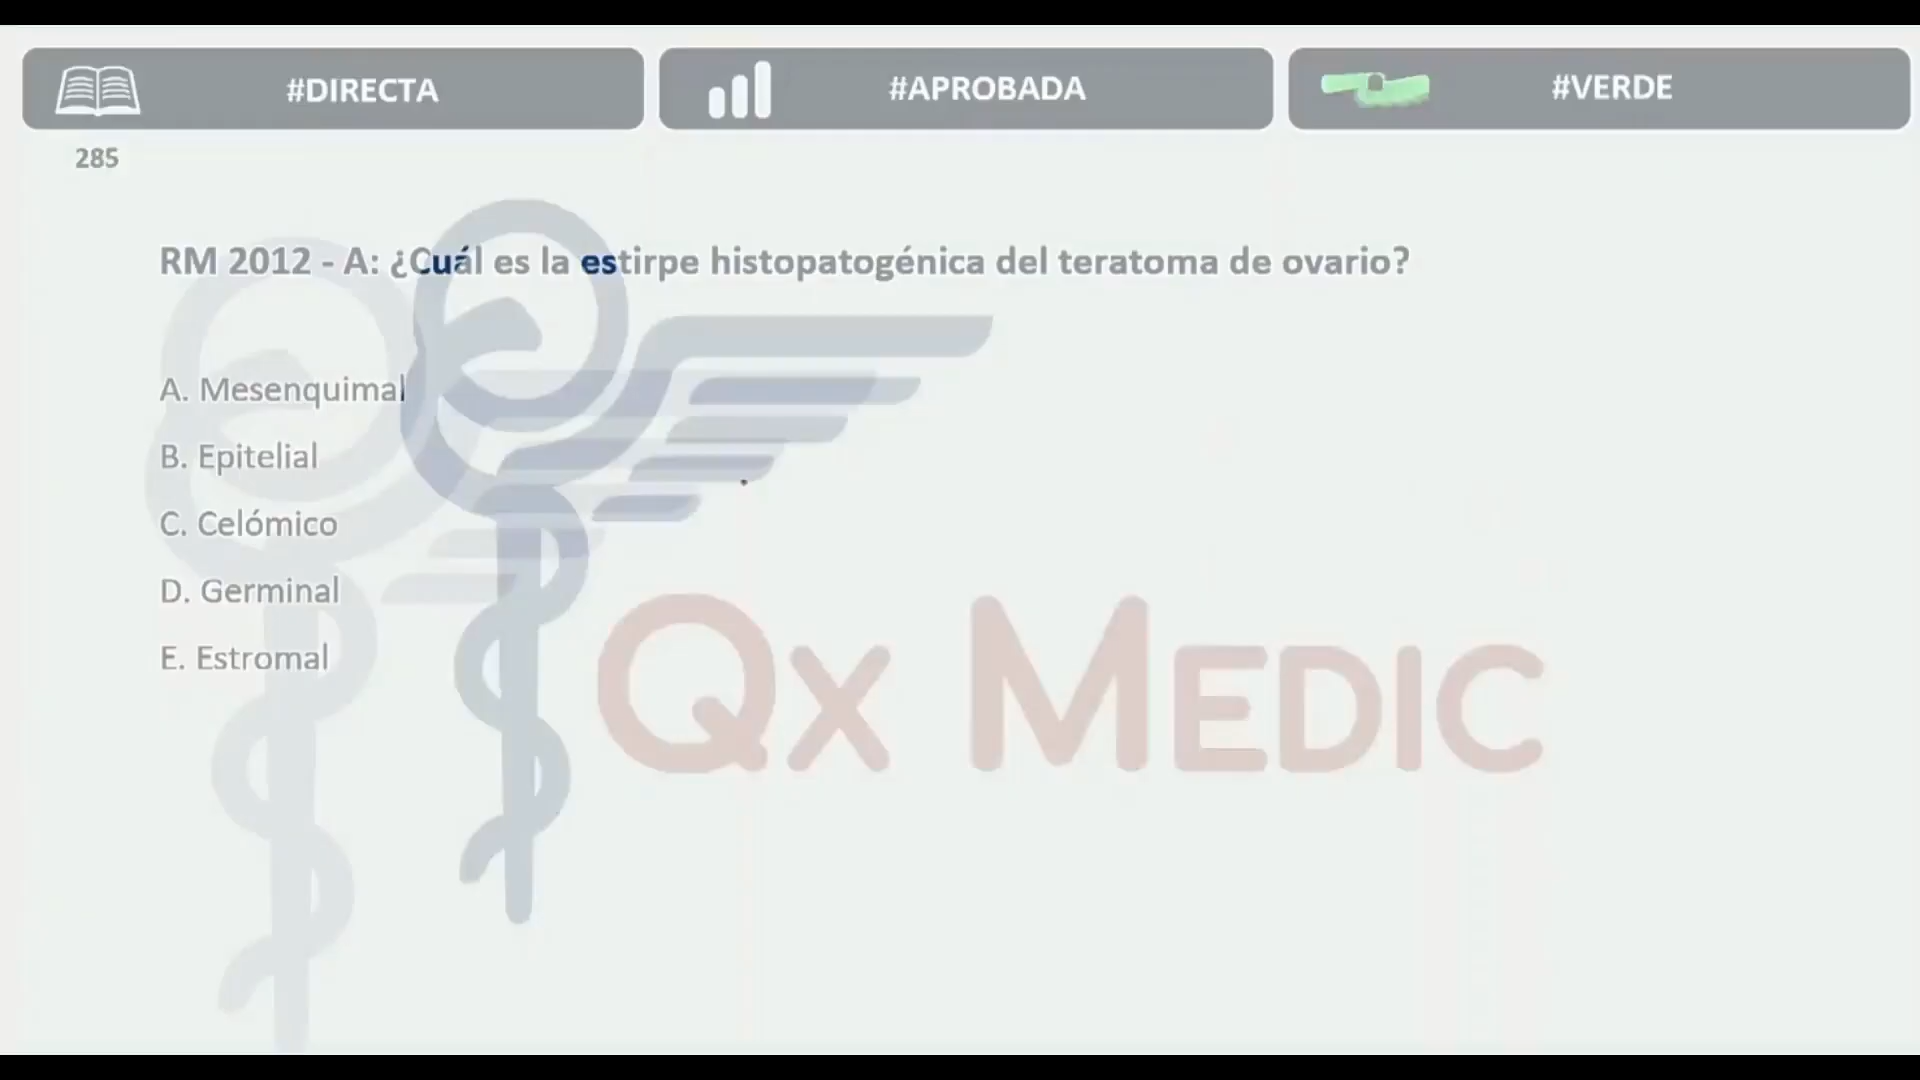 #DIRECTA
#APROBADA
#VERDE
285
RM 2012 - A: ¿Cuál es la estirpe histopatogénica del teratoma de ovario?
A. Mesenquimal
B. Epitelial
C. Celómico
D. Germinal
E. Estromal
QX MEDIC